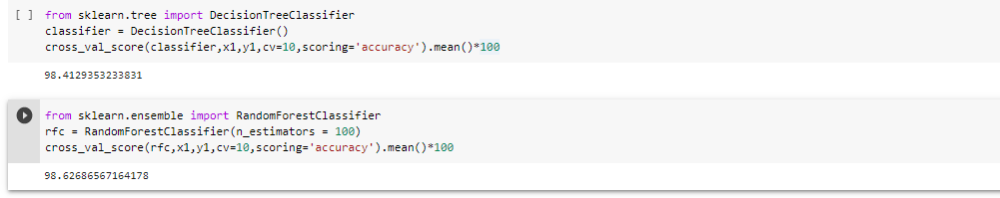 [ ] from sklearn.tree import DecisionTreeClassifier
classifier = DecisionTreeClassifier()
cross_val_score(classifier,x1,y1,cv=10,scoring='accuracy').mean()*100
98.4129353233831
from sklearn.ensemble import RandomForestClassifier
rfc = RandomForestClassifier(n_estimators = 100)
cross_val_score(rfc,x1,y1,cv=10,scoring='accuracy').mean()*100
98.62686567164178